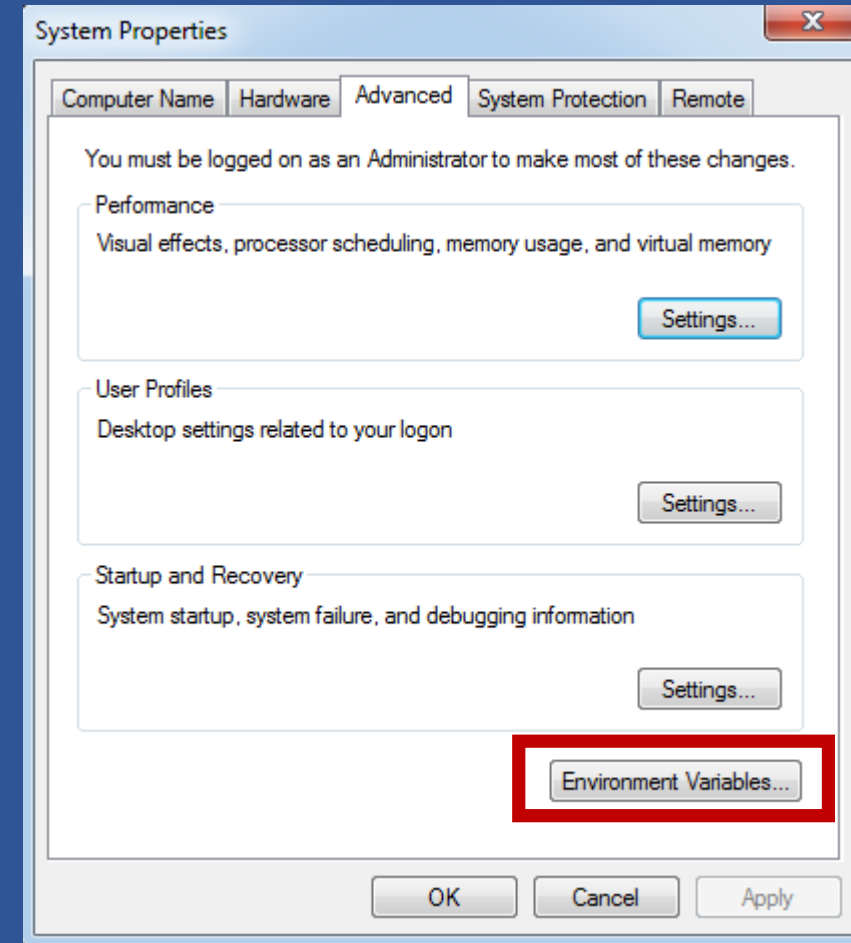 System Properties
Computer Name Hardware Advanced System Protection Remote
You must be logged on as an Administrator to make most of these changes.
Performance
Visual effects, processor scheduling, memory usage, and virtual memory
Settings...
User Profiles
Desktop settings related to your logon
Settings...
Startup and Recovery
System startup, system failure, and debugging information
Settings...
Environment Variables...
OK Cancel Apply